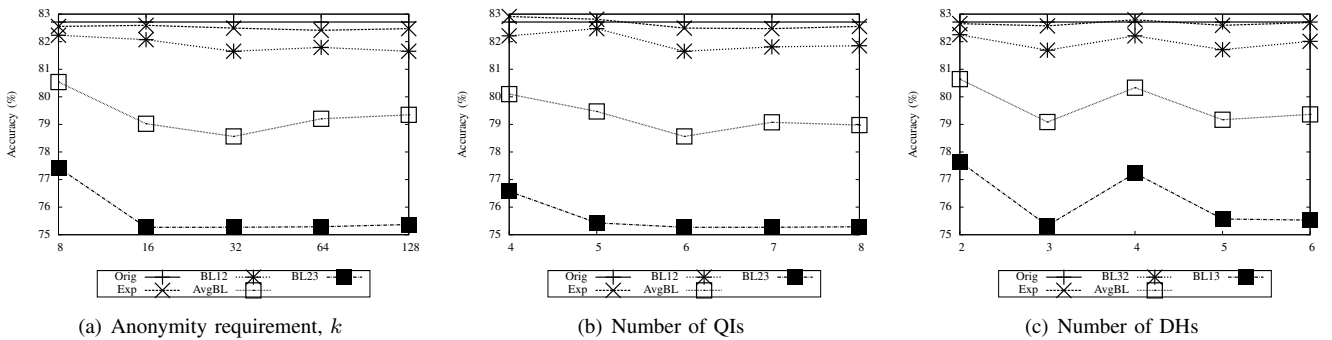 83
82
81
80
79
78
77
76
75
Accuracy (%)
8 16 32 64 128
Orig BL12 BL23
Exp AvgBL
(a) Anonymity requirement, k
83
82
81
80
79
78
77
76
75
Accuracy (%)
4 5 6 7 8
Orig BL12 BL23
Exp AvgBL
(b) Number of QIs
83
82
81
80
79
78
77
76
75
Accuracy (%)
2 3 4 5 6
Orig BL32 BL13
Exp AvgBL
(c) Number of DHs